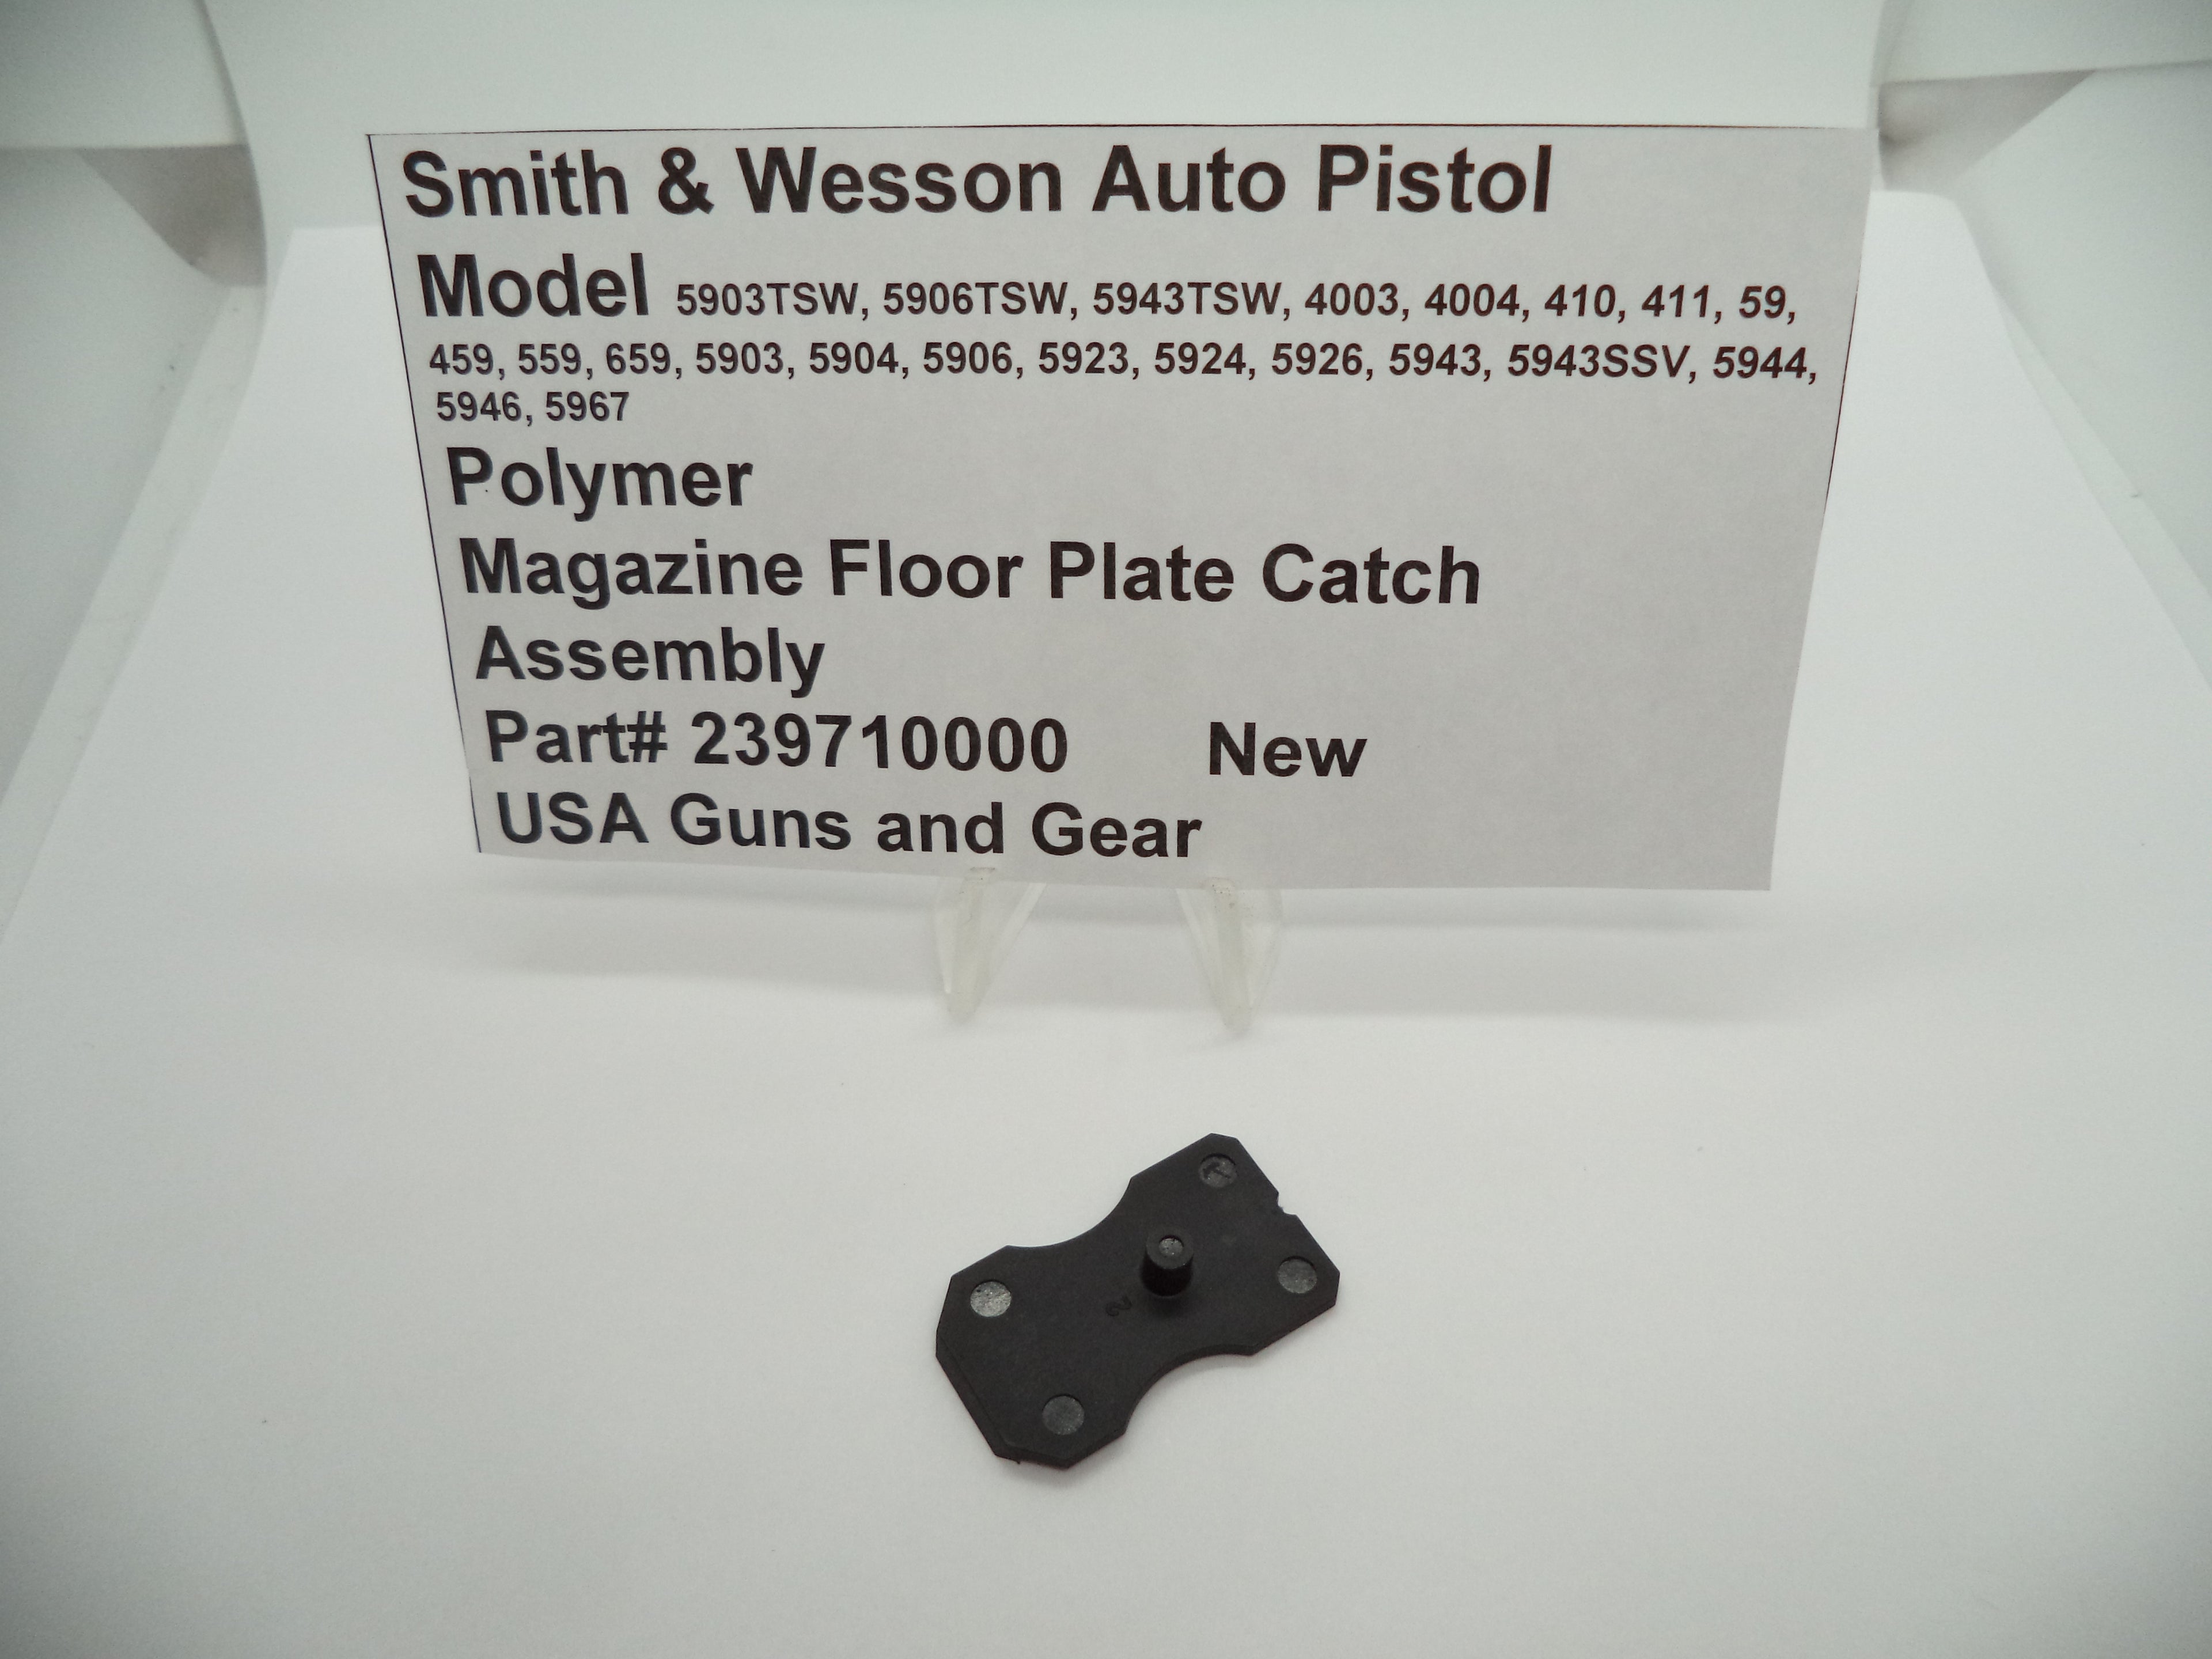 Smith & Wesson Auto Pistol
Model 5903TSW, 5906TSW, 5943TSW, 4003, 4004, 410, 411, 59,
459, 559, 659, 5903, 5904, 5906, 5923, 5924, 5926, 5943, 5943SSV, 5944,
5946, 5967
Polymer
Magazine Floor Plate Catch
Assembly
Part# 239710000 New
USA Guns and Gear
2